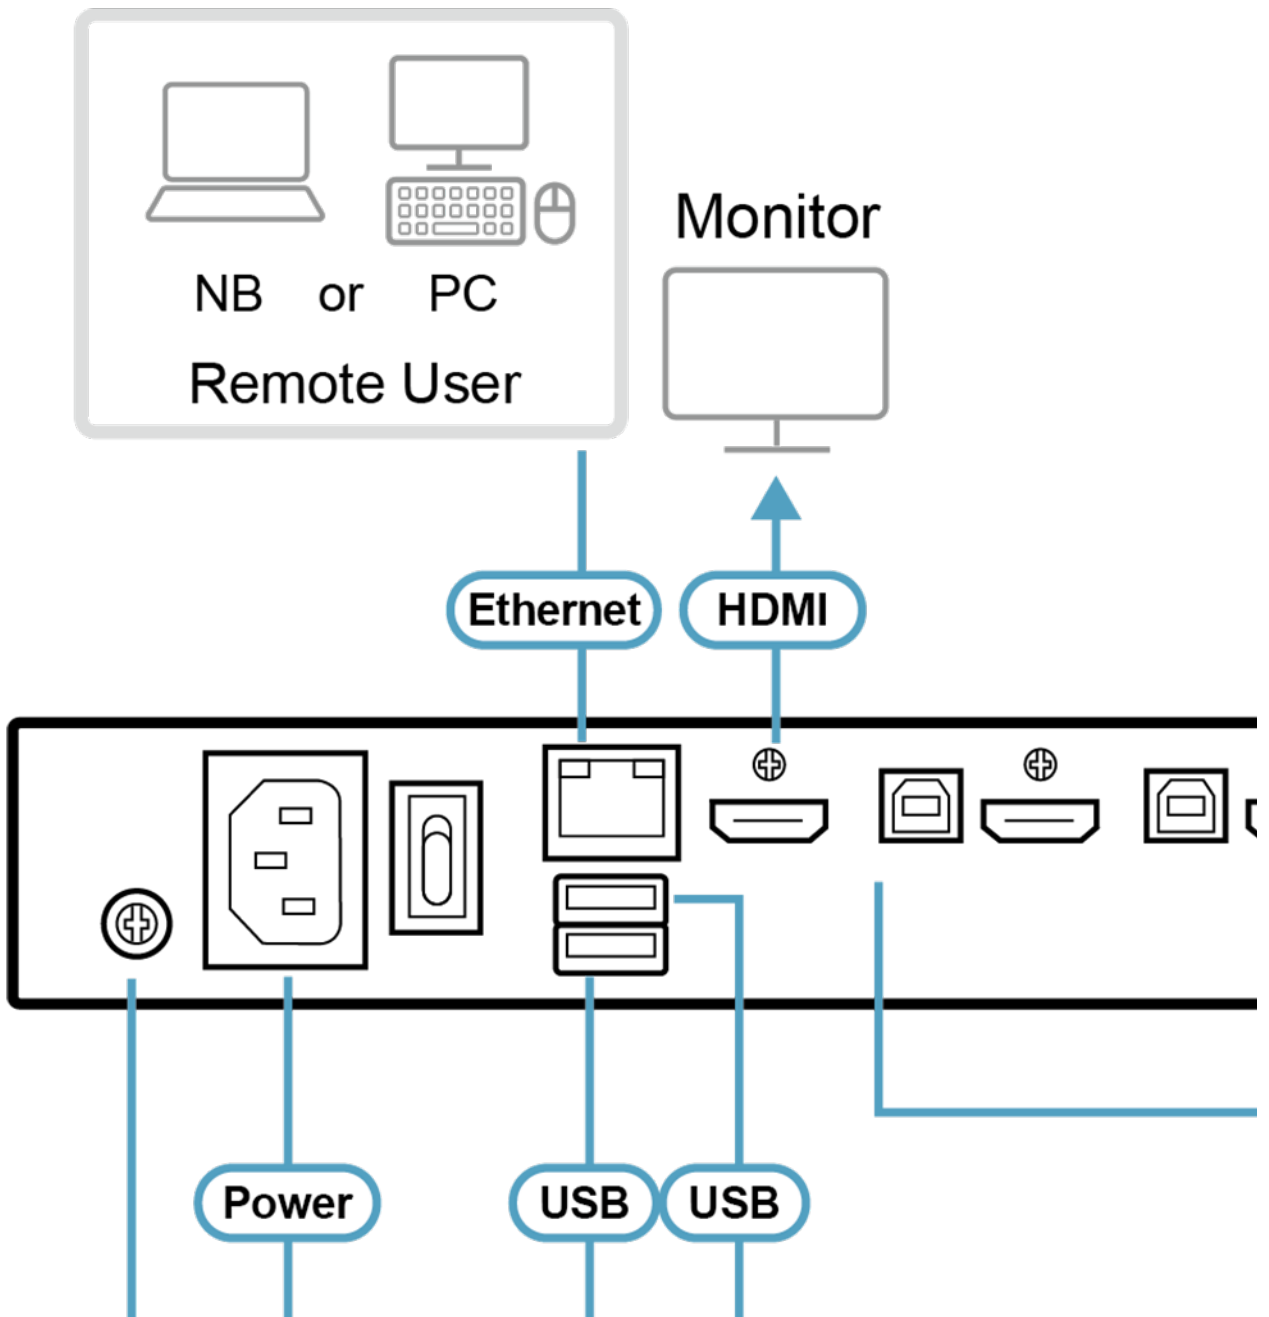 NB or PC
Remote User
Monitor
Ethernet
HDMI
Power
USB
USB